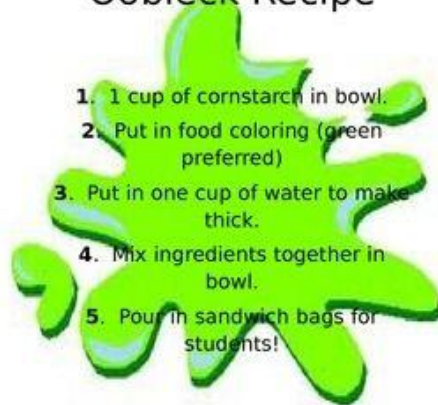 Oobleck Recipe
1. 1 cup of cornstarch in bowl.
2. Put in food coloring (green
preferred)
3. Put in one cup of water to make
thick.
4. Mix ingredients together in
bowl.
5. Pour in sandwich bags for
students!